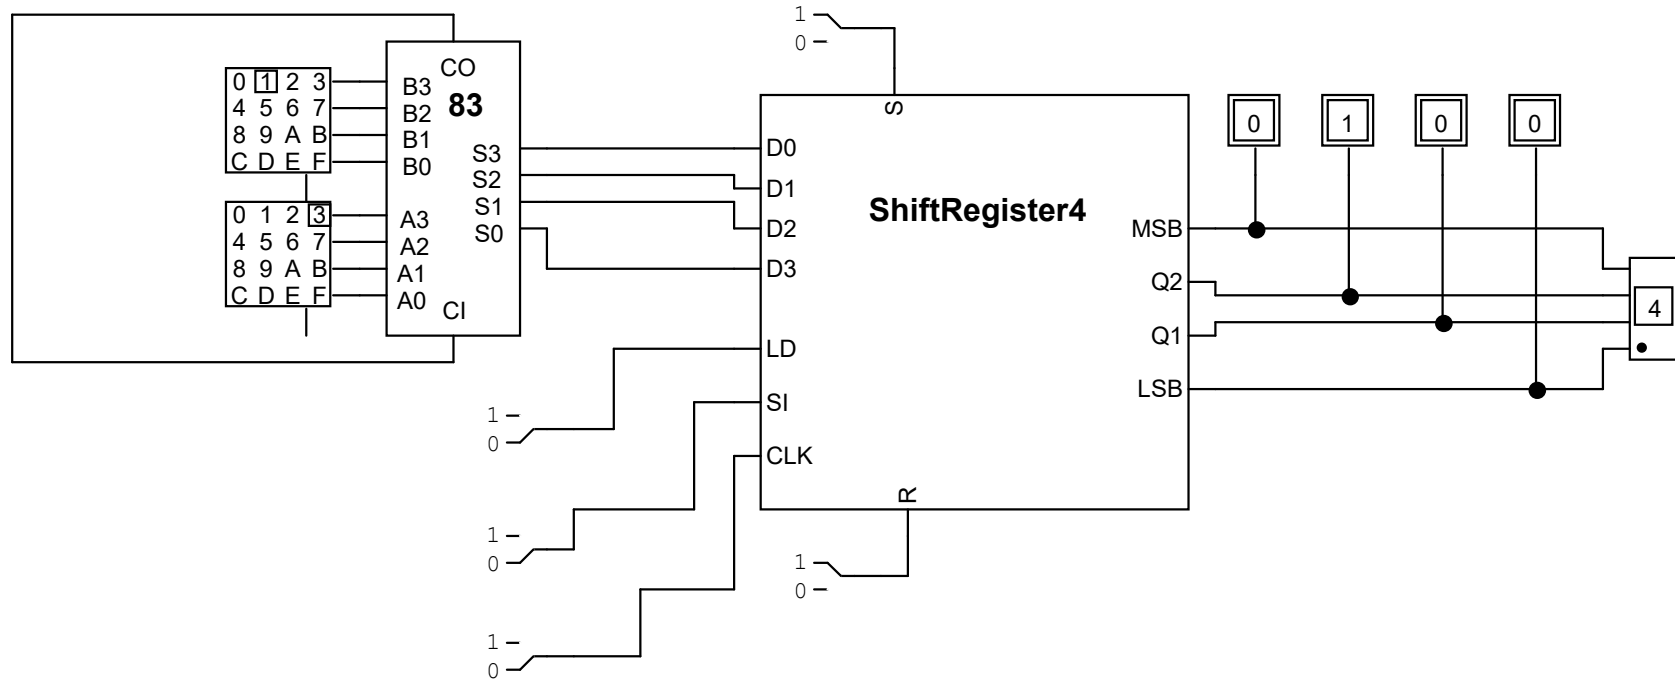 1
0
CO
83
0 1 2 3
4 5 6 7
8 9 A B
C D E F
B3
B2
B1
B0
0 1 2 3
4 5 6 7
8 9 A B
C D E F
A3
A2
A1
A0
S3
S2
S1
S0
CI
S
D0
D1
D2
D3
LD
SI
CLK
R
ShiftRegister4
MSB
Q2
Q1
LSB
0
1
0
0
4
1
0
1
0
1
0
1
0